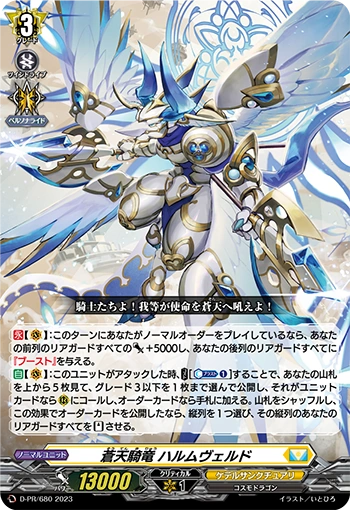 3
グレード
ツインドライブ
ペルソナライド
騎士たちよ!我等が使命を蒼天へ吼えよ!
【永】【(V)】:このターンにあなたがノーマルオーダーをプレイしているなら、あなた
の前列のリアガードすべての+5000し、あなたの後列のリアガードすべてに
『ブースト』を与える。
【自】【(V)】:このユニットがアタックした時、【(1)】することで、あなたの山札
を上から5枚見て、グレード3以下を1枚まで選んで公開し、それがユニット
カードなら(R)にコールし、オーダーカードなら手札に加える。山札をシャッフルし、
この効果でオーダーカードを公開したなら、縦列を1つ選び、その縦列のあなた
のリアガードすべてをする。
ノーマルユニット
蒼天騎竜 ハルムヴェルド
パワー 13000
クリティカル
1
ケテルサンクチュアリ
コスモドラゴン
D-PR/680 2023
イラスト/いとひろ